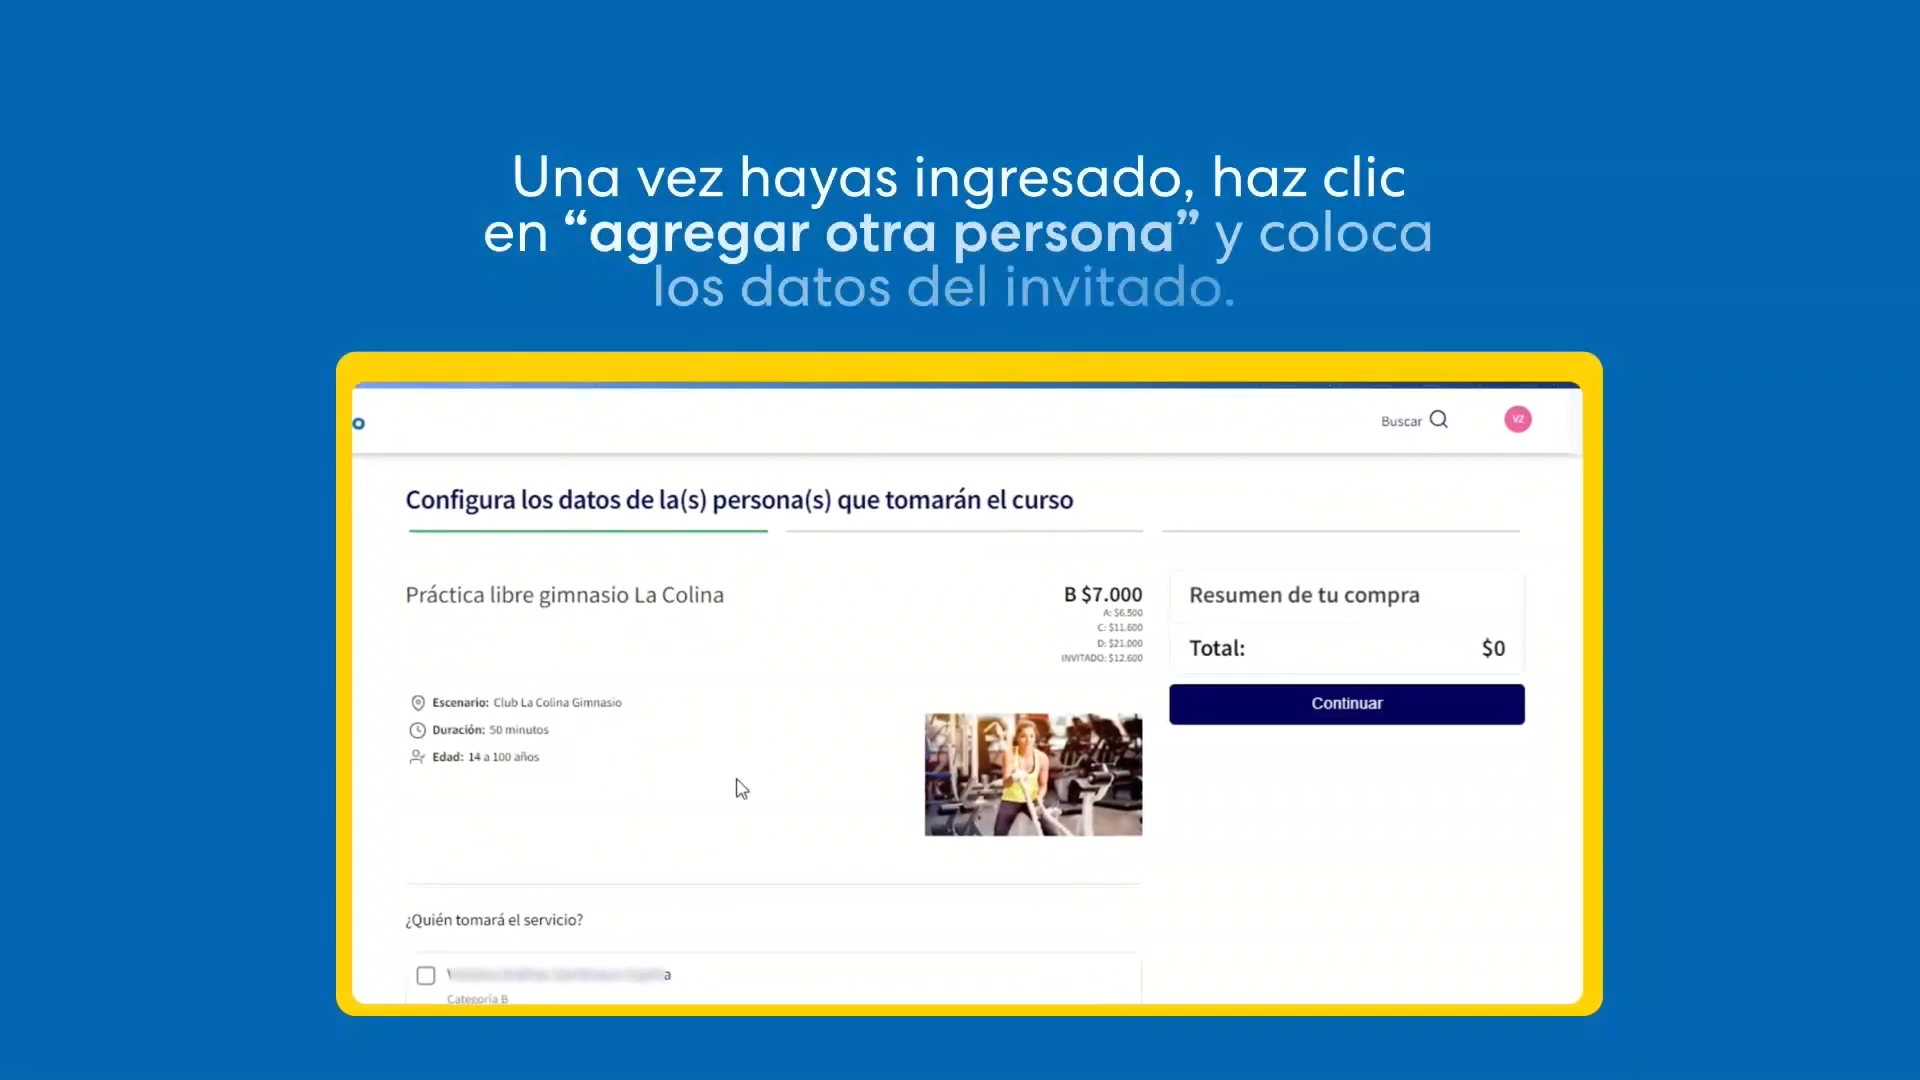 Una vez hayas ingresado, haz clic
en “agregar otra persona” y coloca
los datos del invitado.
Buscar
VZ
Configura los datos de la(s) persona(s) que tomarán el curso
Práctica libre gimnasio La Colina
B $7.000
A: $6.500
C: $11.600
D: $21.000
INVITADO: $12.600
Resumen de tu compra
Total: $0
Continuar
Escenario: Club La Colina Gimnasio
Duración: 50 minutos
Edad: 14 a 100 años
¿Quién tomará el servicio?
Categoría B